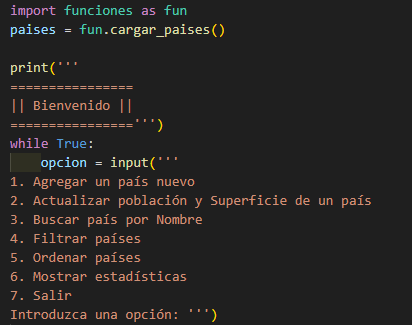 import funciones as fun
paises = fun.cargar_paises()
print('''
================
|| Bienvenido ||
================''')
while True:
    opcion = input('''
1. Agregar un país nuevo
2. Actualizar población y Superficie de un país
3. Buscar país por Nombre
4. Filtrar países
5. Ordenar países
6. Mostrar estadísticas
7. Salir
Introduzca una opción: ''')